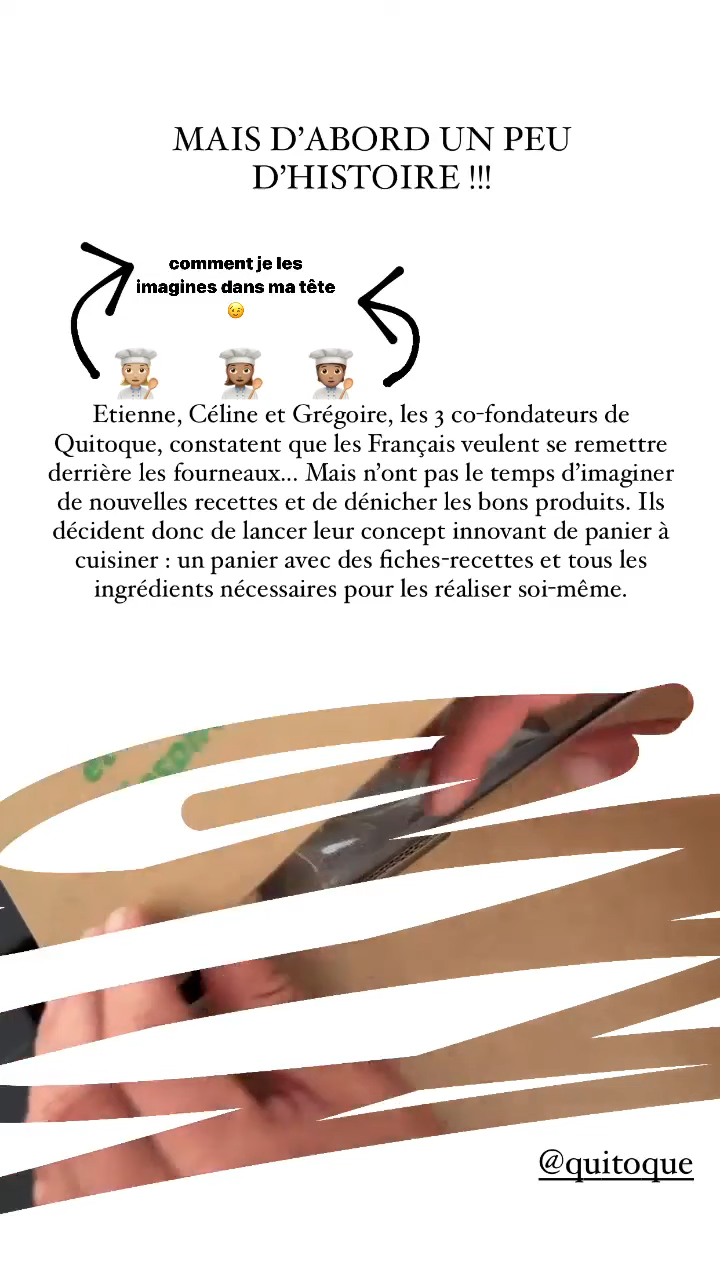 MAIS D’ABORD UN PEU
D’HISTOIRE !!!
comment je les
imagines dans ma tête
😉
Etienne, Céline et Grégoire, les 3 co-fondateurs de
Quitoque, constatent que les Français veulent se remettre
derrière les fourneaux... Mais n’ont pas le temps d’imaginer
de nouvelles recettes et de dénicher les bons produits. Ils
décident donc de lancer leur concept innovant de panier à
cuisiner : un panier avec des fiches-recettes et tous les
ingrédients nécessaires pour les réaliser soi-même.
@quitoque